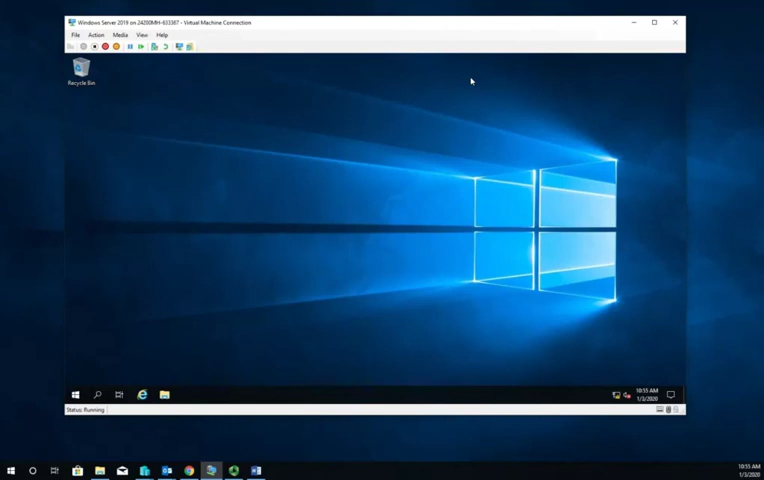 Windows Server 2019 on 24200MH-633387 - Virtual Machine Connection
File Action Media View Help
Recycle Bin
10:55 AM
1/3/2020
Status: Running
10:55 AM
1/3/2020